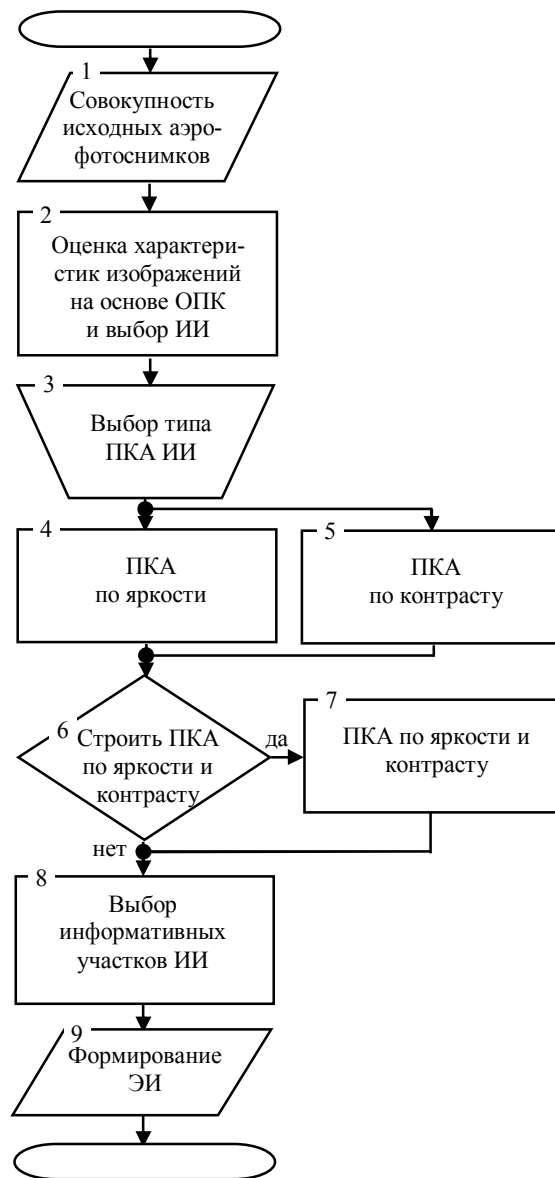 1
Совокупность
исходных аэро-
фотоснимков
2
Оценка характери-
стик изображений
на основе ОПК
и выбор ИИ
3
Выбор типа
ПКА ИИ
4
ПКА
по яркости
5
ПКА
по контрасту
6
Строить ПКА
по яркости и
контрасту
да
7
ПКА по яркости и
контрасту
нет
8
Выбор
информативных
участков ИИ
9
Формирование
ЭИ